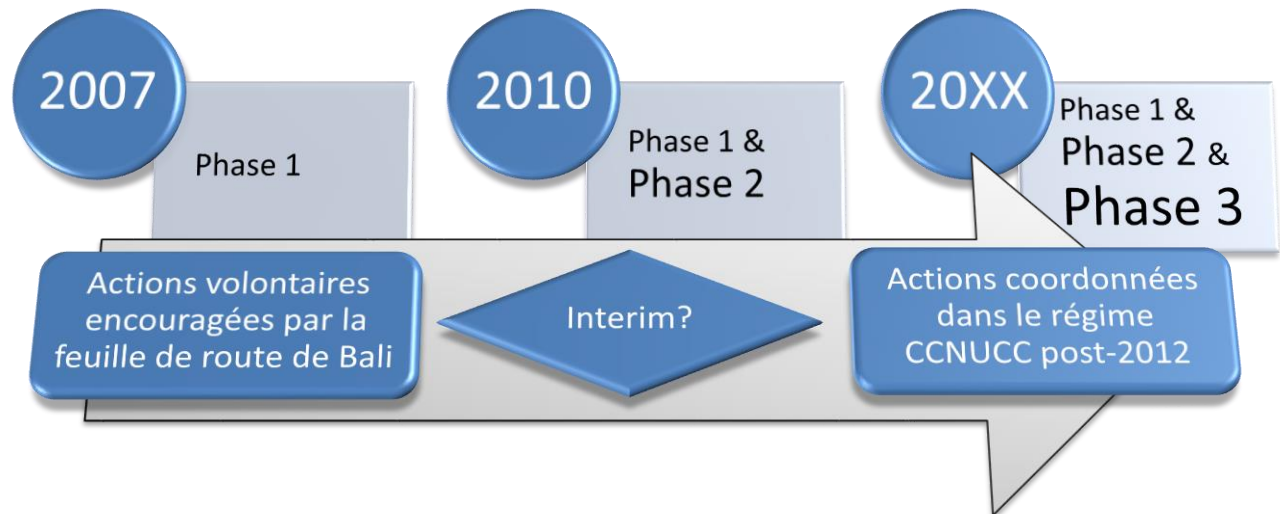 2007
Phase 1
2010
Phase 1 &
Phase 2
20XX
Phase 1 &
Phase 2 &
Phase 3
Actions volontaires
encouragées par la
feuille de route de Bali
Interim?
Actions coordonnées
dans le régime
CCNUCC post-2012